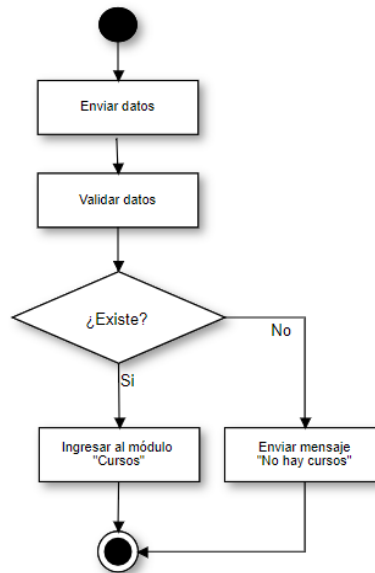 Enviar datos
Validar datos
¿Existe?
No
Si
Ingresar al módulo
"Cursos"
Enviar mensaje
"No hay cursos"